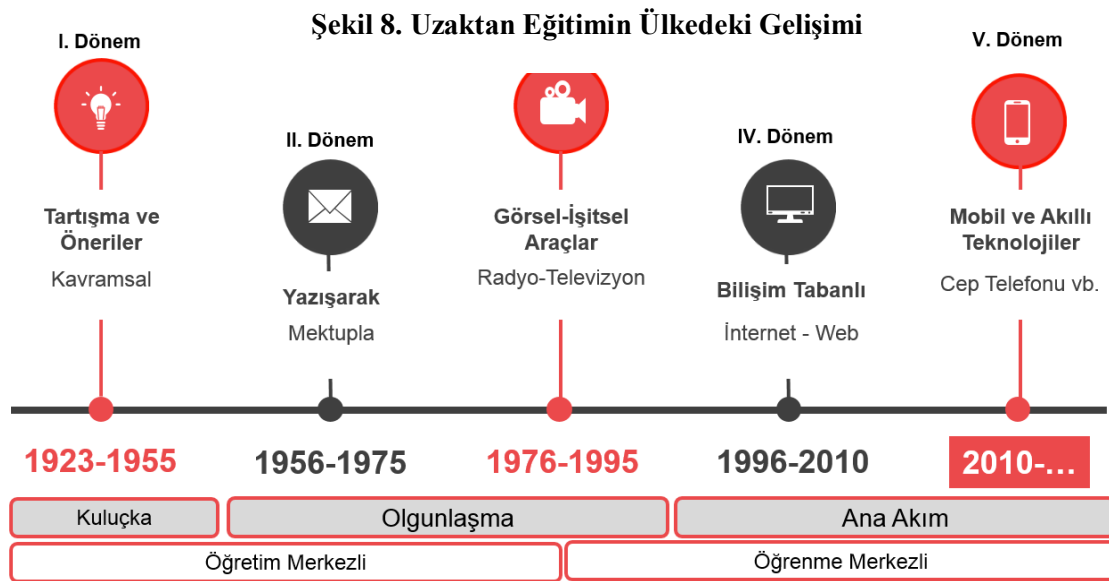 Şekil 8. Uzaktan Eğitimin Ülkedeki Gelişimi
I. Dönem
Tartışma ve
Öneriler
Kavramsal
II. Dönem
Yazışarak
Mektupla
Görsel-İşitsel
Araçlar
Radyo-Televizyon
IV. Dönem
Bilişim Tabanlı
İnternet - Web
V. Dönem
Mobil ve Akıllı
Teknolojiler
Cep Telefonu vb.
1923-1955
1956-1975
1976-1995
1996-2010
2010-...
Kuluçka
Olgunlaşma
Ana Akım
Öğretim Merkezli
Öğrenme Merkezli